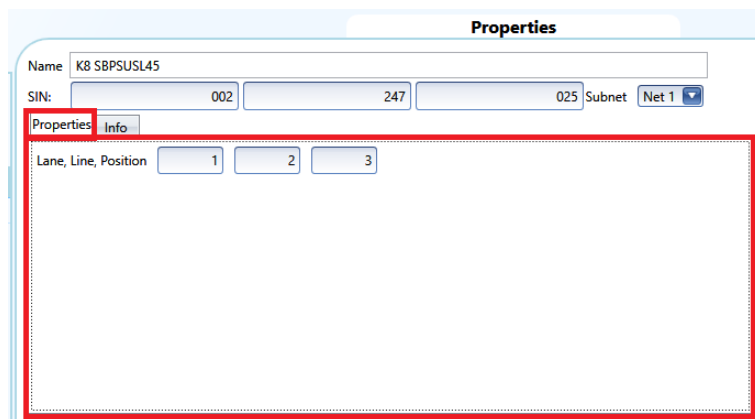 Properties
Name K8 SBPSUSL45
SIN: 002 247 025 Subnet Net 1
Properties Info
Lane, Line, Position 1 2 3